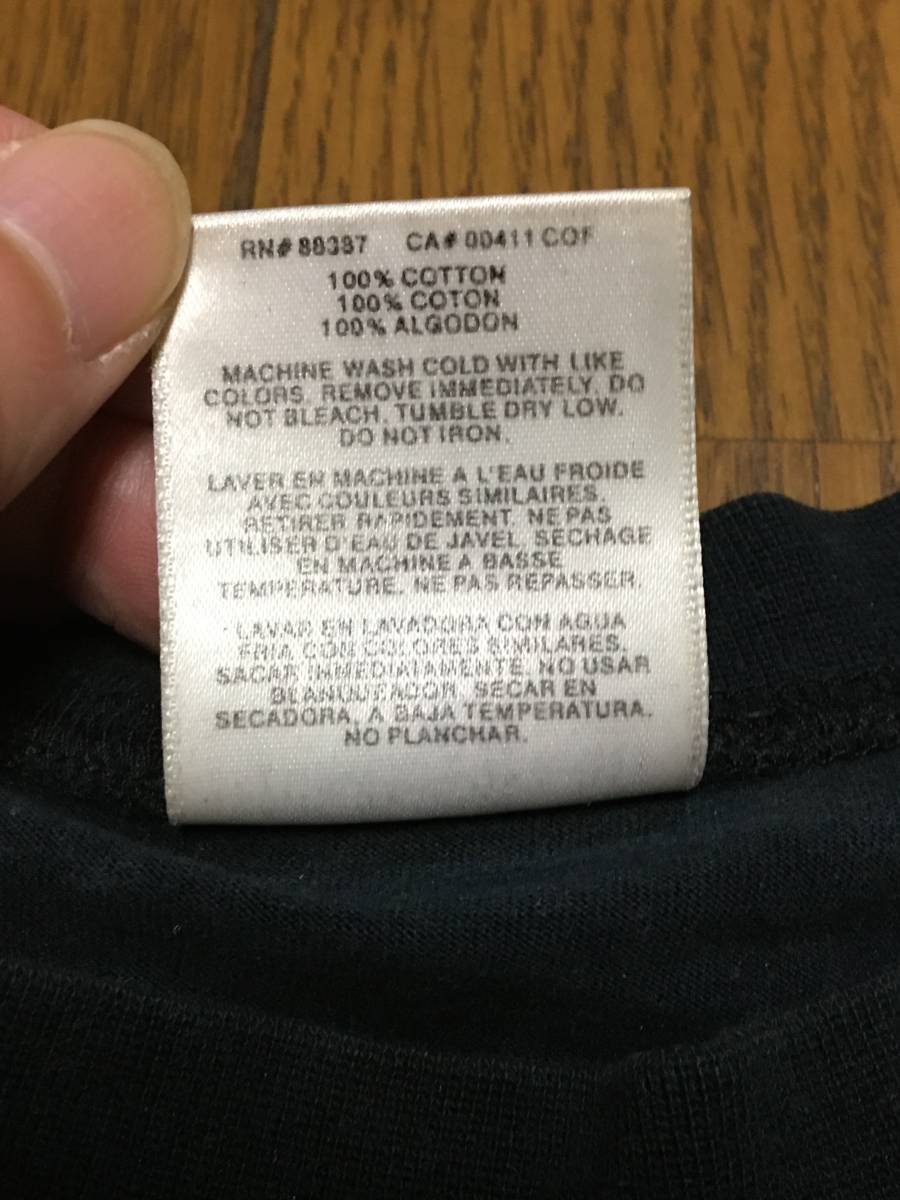 RN# 88387 CA# 00411 COF
100% COTTON
100% COTON
100% ALGODON
MACHINE WASH COLD WITH LIKE
COLORS. REMOVE IMMEDIATELY. DO
NOT BLEACH. TUMBLE DRY LOW.
DO NOT IRON.
LAVER EN MACHINE A L'EAU FROIDE
AVEC COULEURS SIMILAIRES.
RETIRER RAPIDEMENT. NE PAS
UTILISER D'EAU DE JAVEL. SECHAGE
EN MACHINE A BASSE
TEMPERATURE. NE PAS REPASSER.
LAVAR EN LAVADORA CON AGUA
FRIA CON COLORES SIMILARES.
SACAR INMEDIATAMENTE. NO USAR
BLANQUEADOR. SECAR EN
SECADORA, A BAJA TEMPERATURA.
NO PLANCHAR.